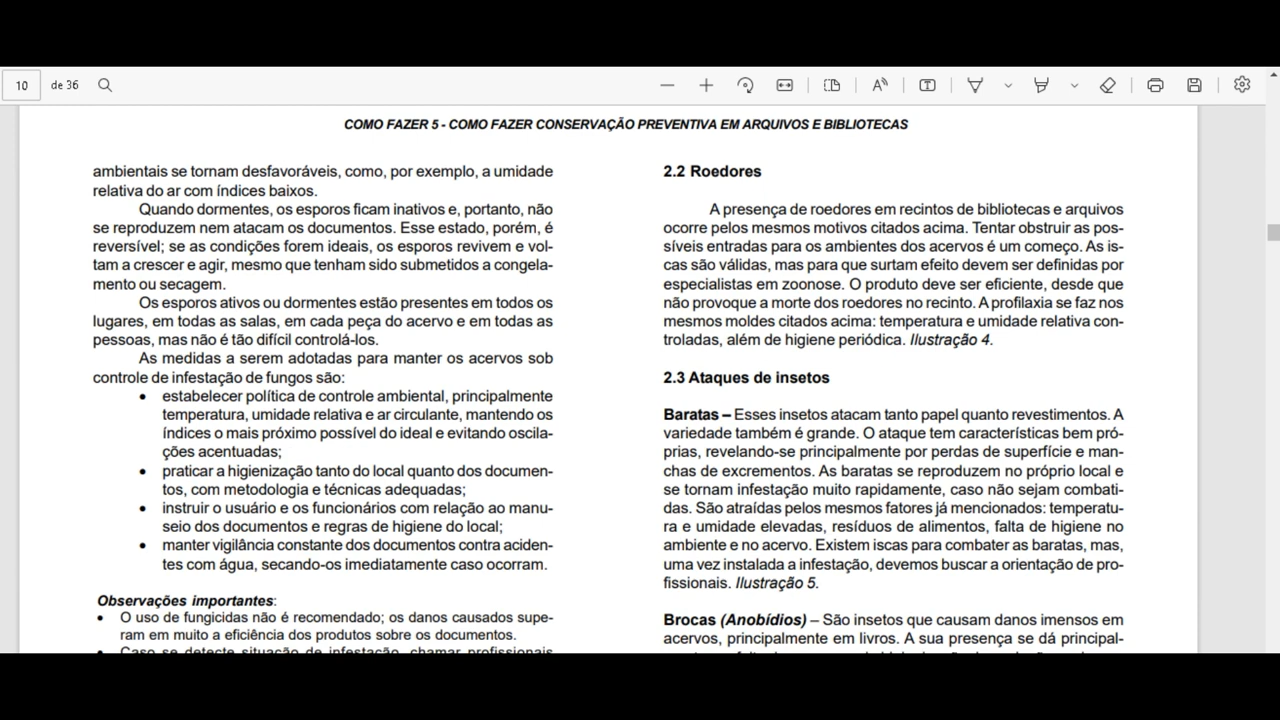 10 de 36
COMO FAZER 5 - COMO FAZER CONSERVAÇÃO PREVENTIVA EM ARQUIVOS E BIBLIOTECAS
ambientais se tornam desfavoráveis, como, por exemplo, a umidade
relativa do ar com índices baixos.
Quando dormentes, os esporos ficam inativos e, portanto, não
se reproduzem nem atacam os documentos. Esse estado, porém, é
reversível; se as condições forem ideais, os esporos revivem e vol-
tam a crescer e agir, mesmo que tenham sido submetidos a congela-
mento ou secagem.
Os esporos ativos ou dormentes estão presentes em todos os
lugares, em todas as salas, em cada peça do acervo e em todas as
pessoas, mas não é tão difícil controlá-los.
As medidas a serem adotadas para manter os acervos sob
controle de infestação de fungos são:
• estabelecer política de controle ambiental, principalmente
temperatura, umidade relativa e ar circulante, mantendo os
índices o mais próximo possível do ideal e evitando oscila-
ções acentuadas;
• praticar a higienização tanto do local quanto dos documen-
tos, com metodologia e técnicas adequadas;
• instruir o usuário e os funcionários com relação ao manu-
seio dos documentos e regras de higiene do local;
• manter vigilância constante dos documentos contra aciden-
tes com água, secando-os imediatamente caso ocorram.
Observações importantes:
• O uso de fungicidas não é recomendado; os danos causados supe-
ram em muito a eficiência dos produtos sobre os documentos.
• Caso se detecte situação de infestação, chamar profissionais
2.2 Roedores
A presença de roedores em recintos de bibliotecas e arquivos
ocorre pelos mesmos motivos citados acima. Tentar obstruir as pos-
síveis entradas para os ambientes dos acervos é um começo. As is-
cas são válidas, mas para que surtam efeito devem ser definidas por
especialistas em zoonose. O produto deve ser eficiente, desde que
não provoque a morte dos roedores no recinto. A profilaxia se faz nos
mesmos moldes citados acima: temperatura e umidade relativa con-
troladas, além de higiene periódica. Ilustração 4.
2.3 Ataques de insetos
Baratas – Esses insetos atacam tanto papel quanto revestimentos. A
variedade também é grande. O ataque tem características bem pró-
prias, revelando-se principalmente por perdas de superfície e man-
chas de excrementos. As baratas se reproduzem no próprio local e
se tornam infestação muito rapidamente, caso não sejam combati-
das. São atraídas pelos mesmos fatores já mencionados: temperatu-
ra e umidade elevadas, resíduos de alimentos, falta de higiene no
ambiente e no acervo. Existem iscas para combater as baratas, mas,
uma vez instalada a infestação, devemos buscar a orientação de pro-
fissionais. Ilustração 5.
Brocas (Anobídios) – São insetos que causam danos imensos em
acervos, principalmente em livros. A sua presença se dá principal-